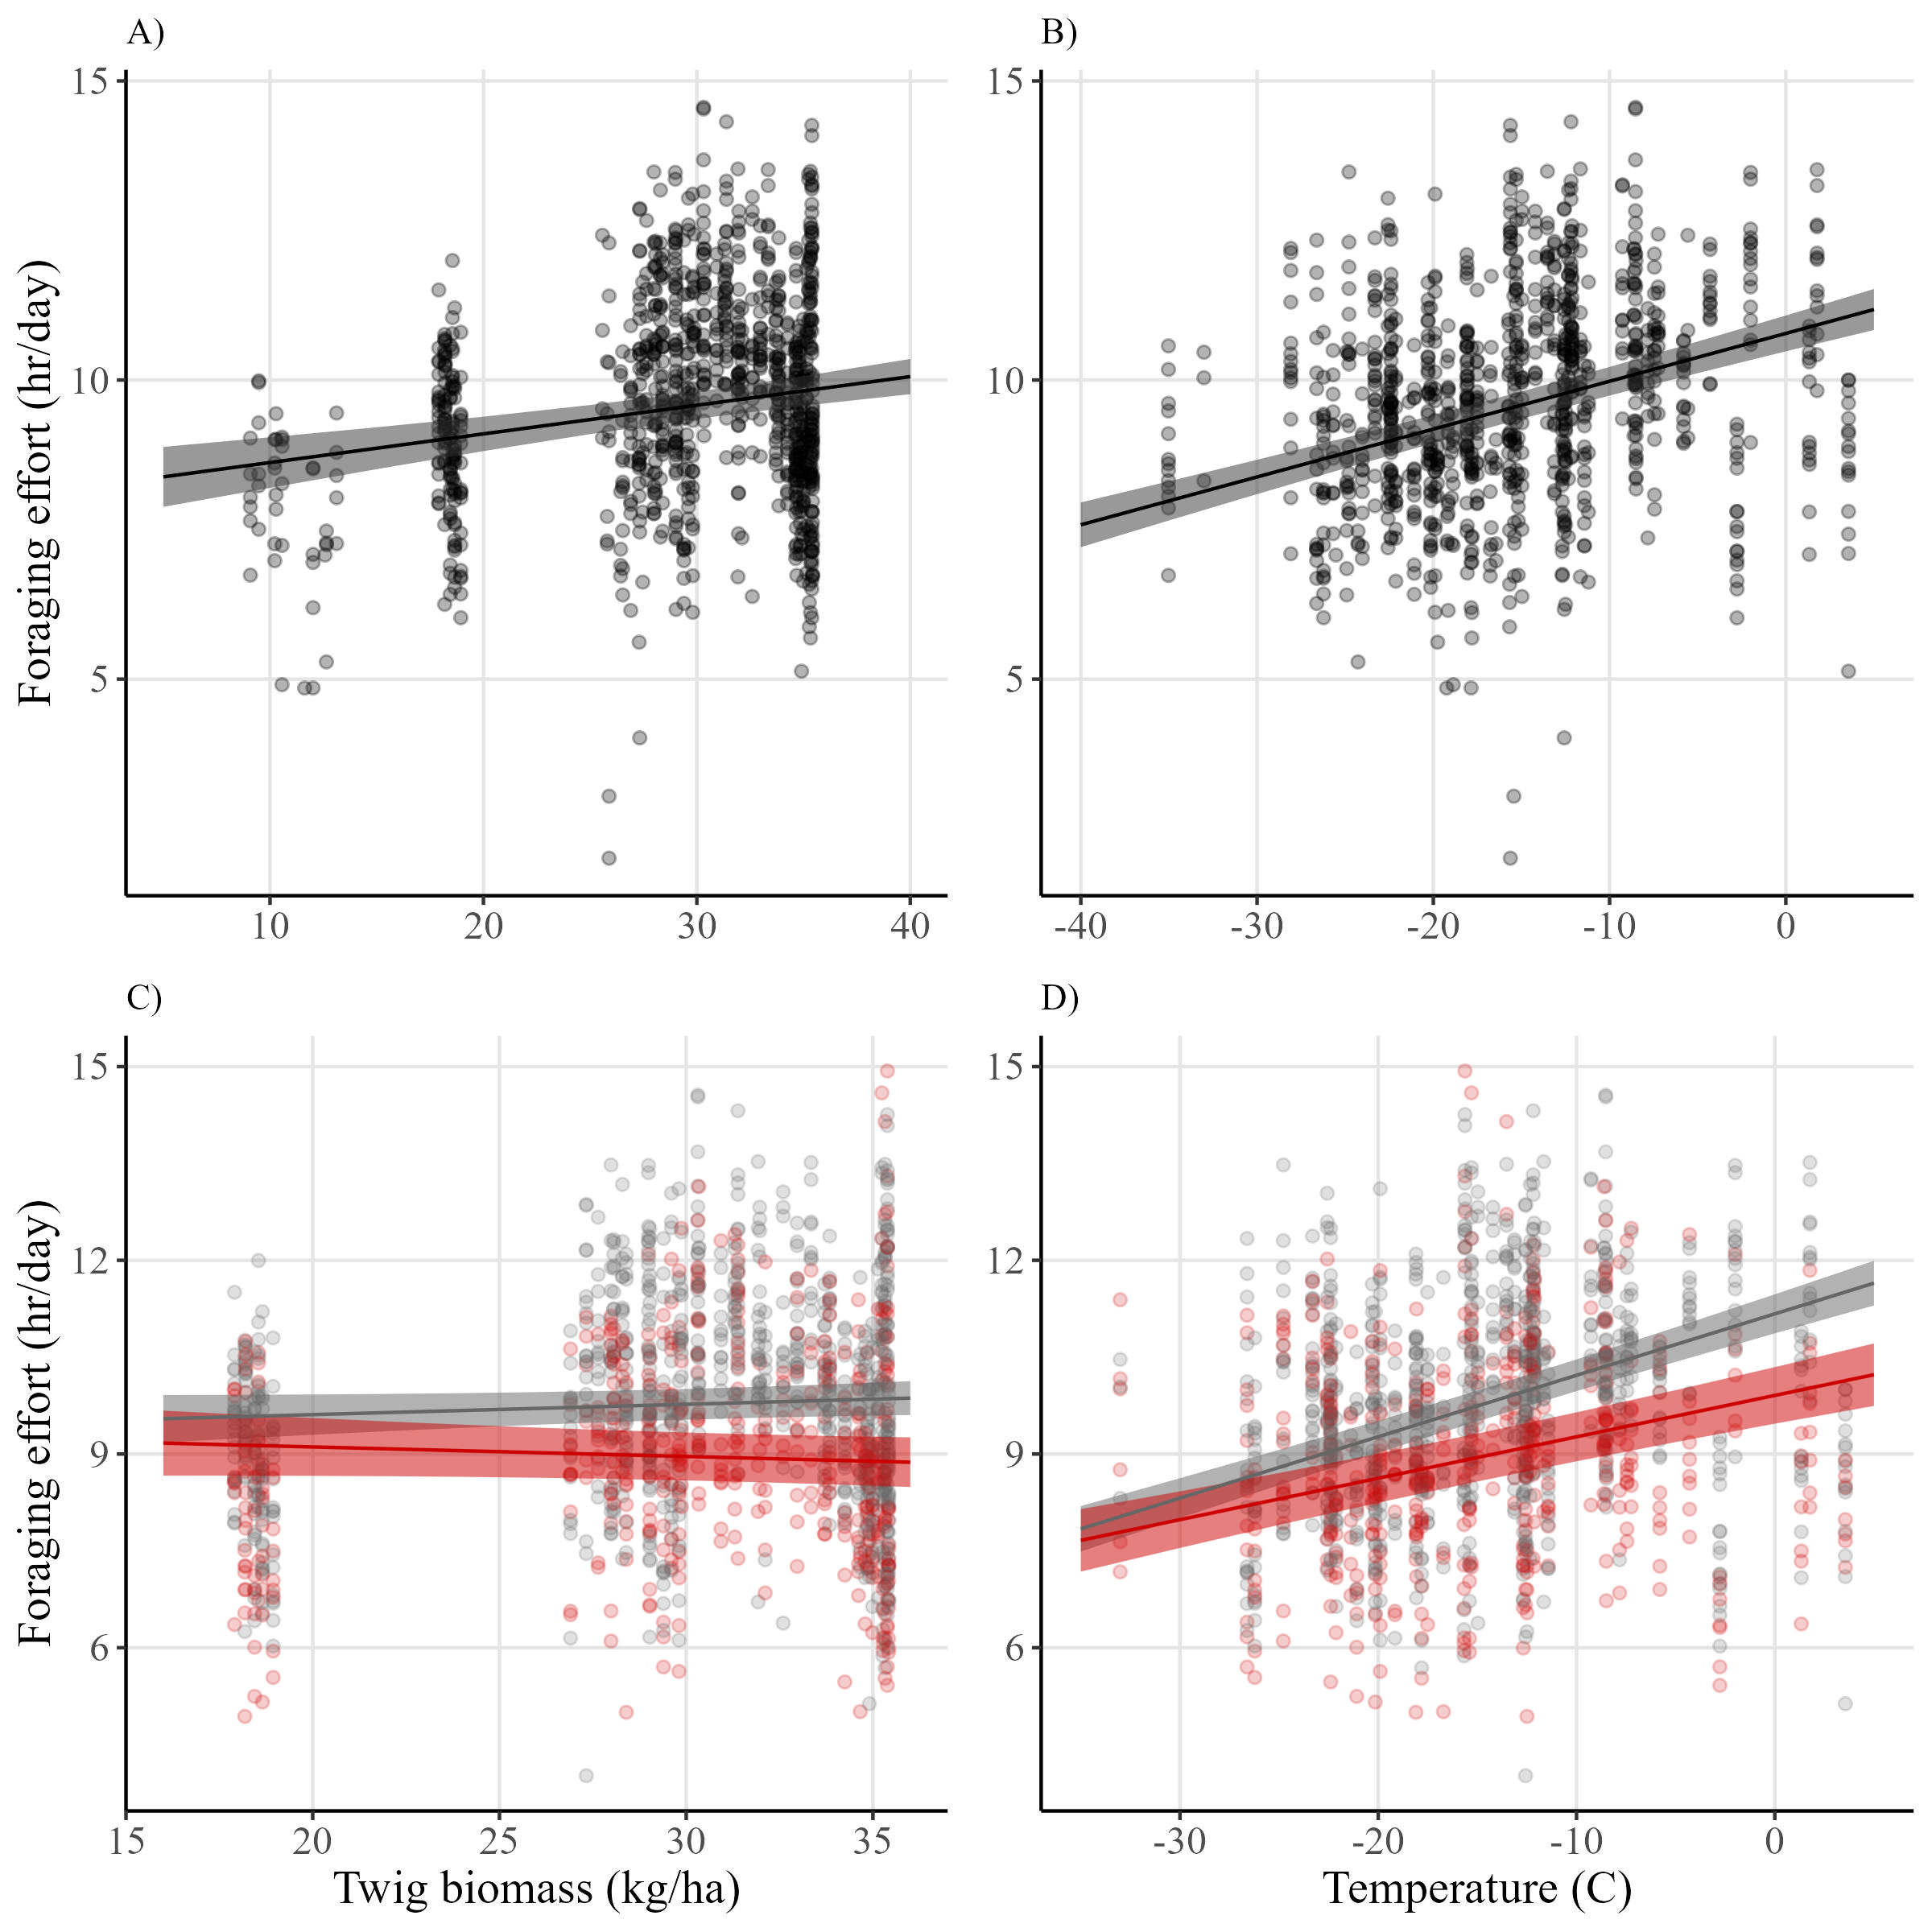 A)
B)
15
10
5
Foraging effort (hr/day)
10 20 30 40
15
10
5
-40 -30 -20 -10 0
C)
D)
15
12
9
6
Foraging effort (hr/day)
15 20 25 30 35
Twig biomass (kg/ha)
15
12
9
6
-30 -20 -10 0
Temperature (C)